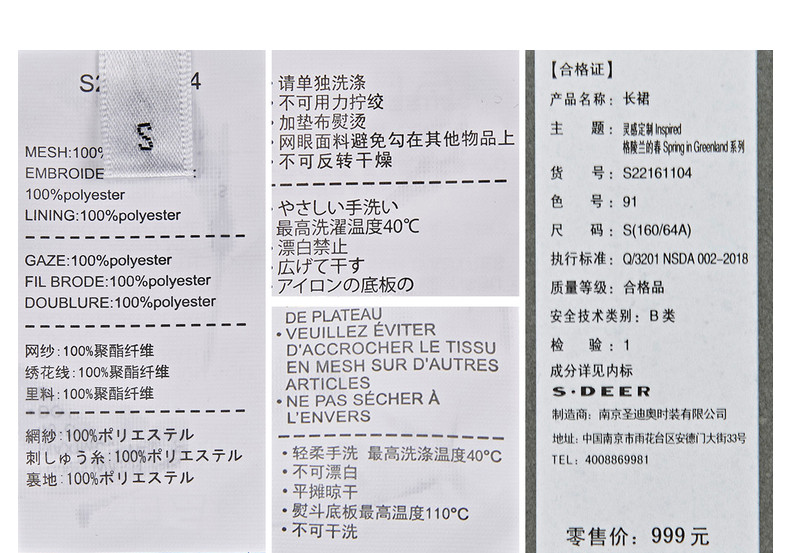 S2 4
S
MESH:100%
EMBROIDE :
100%polyester
LINING:100%polyester
GAZE:100%polyester
FIL BRODE:100%polyester
DOUBLURE:100%polyester
网纱:100%聚酯纤维
绣花线:100%聚酯纤维
里料:100%聚酯纤维
網紗:100%ポリエステル
刺しゅう糸:100%ポリエステル
裏地:100%ポリエステル
·请单独洗涤
·不可用力拧绞
·加垫布熨烫
·网眼面料避免勾在其他物品上
·不可反转干燥
·やさしい手洗い
最高洗濯温度40℃
·漂白禁止
·広げて干す
·アイロンの底板の
DE PLATEAU
•VEUILLEZ ÉVITER
D'ACCROCHER LE TISSU
EN MESH SUR D'AUTRES
ARTICLES
•NE PAS SÉCHER À
L'ENVERS
•轻柔手洗 最高洗涤温度40℃
•不可漂白
•平摊晾干
•熨斗底板最高温度110℃
•不可干洗
【合格证】
产品名称: 长裙
主 题: 灵感定制 Inspired
格陵兰的春 Spring in Greenland 系列
货 号: S22161104
色 号: 91
尺 码: S(160/64A)
执行标准: Q/3201 NSDA 002-2018
质量等级: 合格品
安全技术类别: B 类
检 验: 1
成分详见内标
S·DEER
制造商: 南京圣迪奥时装有限公司
地址: 中国南京市雨花台区安德门大街33号
TEL: 4008869981
零售价: 999 元